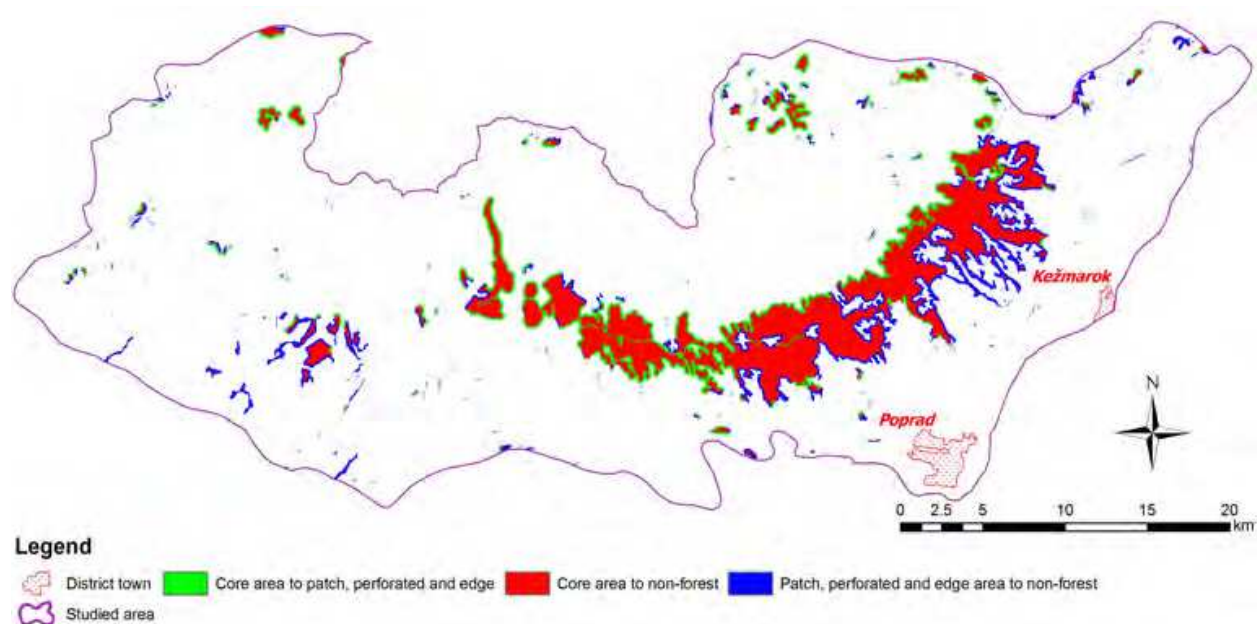 Kežmarok
N
Poprad
0 2.5 5 10 15 20
km
Legend
District town Core area to patch, perforated and edge Core area to non-forest Patch, perforated and edge area to non-forest
Studied area